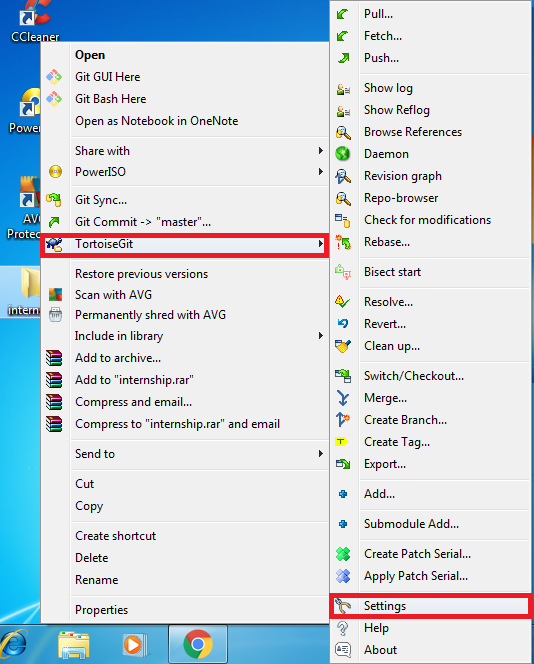 CCleaner
Power
AVG
Protec
intern
Open
Git GUI Here
Git Bash Here
Open as Notebook in OneNote
Share with
PowerISO
Git Sync...
Git Commit -> "master"...
TortoiseGit
Restore previous versions
Scan with AVG
Permanently shred with AVG
Include in library
Add to archive...
Add to "internship.rar"
Compress and email...
Compress to "internship.rar" and email
Send to
Cut
Copy
Create shortcut
Delete
Rename
Properties
Pull...
Fetch...
Push...
Show log
Show Reflog
Browse References
Daemon
Revision graph
Repo-browser
Check for modifications
Rebase...
Bisect start
Resolve...
Revert...
Clean up...
Switch/Checkout...
Merge...
Create Branch...
Create Tag...
Export...
Add...
Submodule Add...
Create Patch Serial...
Apply Patch Serial...
Settings
Help
About